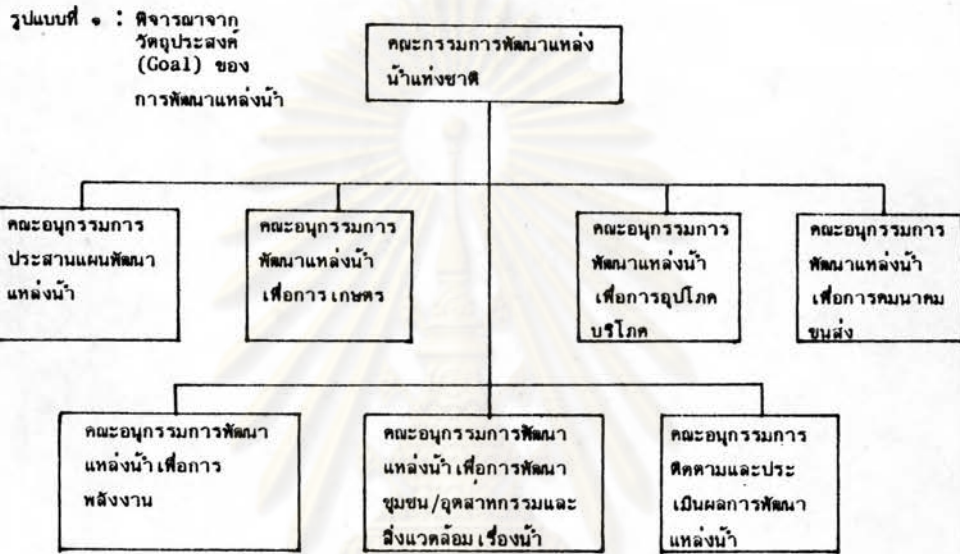 รูปแบบที่ ๑ : พิจารณาจาก
วัตถุประสงค์
(Goal) ของ
การพัฒนาแหล่งน้ำ
คณะกรรมการพัฒนาแหล่ง
น้ำแห่งชาติ
คณะอนุกรรมการ
ประสานแผนพัฒนา
แหล่งน้ำ
คณะอนุกรรมการ
พัฒนาแหล่งน้ำ
เพื่อการเกษตร
คณะอนุกรรมการ
พัฒนาแหล่งน้ำ
เพื่อการอุปโภค
บริโภค
คณะอนุกรรมการ
พัฒนาแหล่งน้ำ
เพื่อการคมนาคม
ขนส่ง
คณะอนุกรรมการพัฒนา
แหล่งน้ำเพื่อการ
พลังงาน
คณะอนุกรรมการพัฒนา
แหล่งน้ำเพื่อการพัฒนา
ชุมชน/อุตสาหกรรมและ
สิ่งแวดล้อมเรื่องน้ำ
คณะอนุกรรมการ
ติดตามและประ
เมินผลการพัฒนา
แหล่งน้ำ